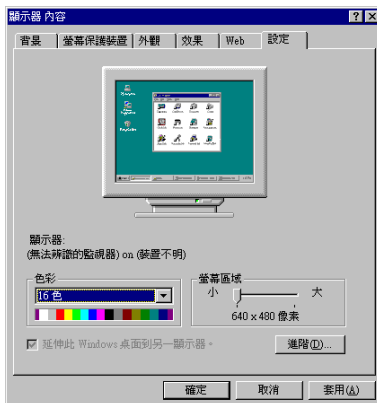 顯示器 內容
背景 螢幕保護裝置 外觀 效果 Web 設定
顯示器:
(無法辨識的監視器) on (裝置不明)
色彩 螢幕區域
16 色 小 大
640 x 480 像素
延伸此 Windows 桌面到另一顯示器。 進階(D)...
確定 取消 套用(A)